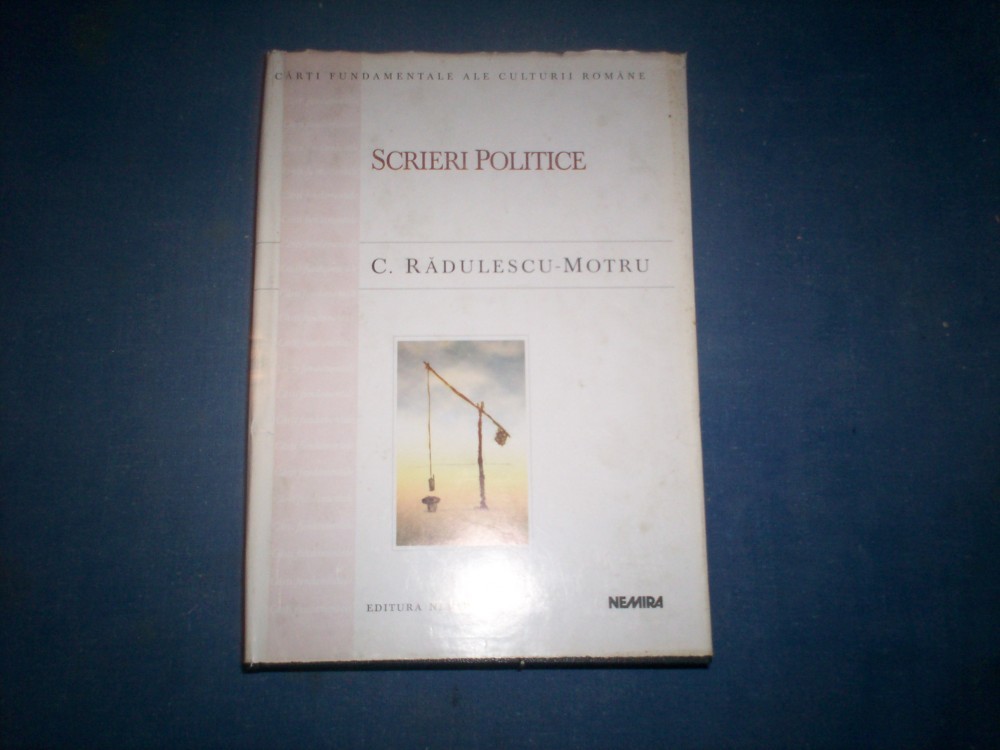 CĂRȚI FUNDAMENTALE ALE CULTURII ROMÂNE
SCRIERI POLITICE
C. RĂDULESCU-MOTRU
EDITURA
NEMIRA